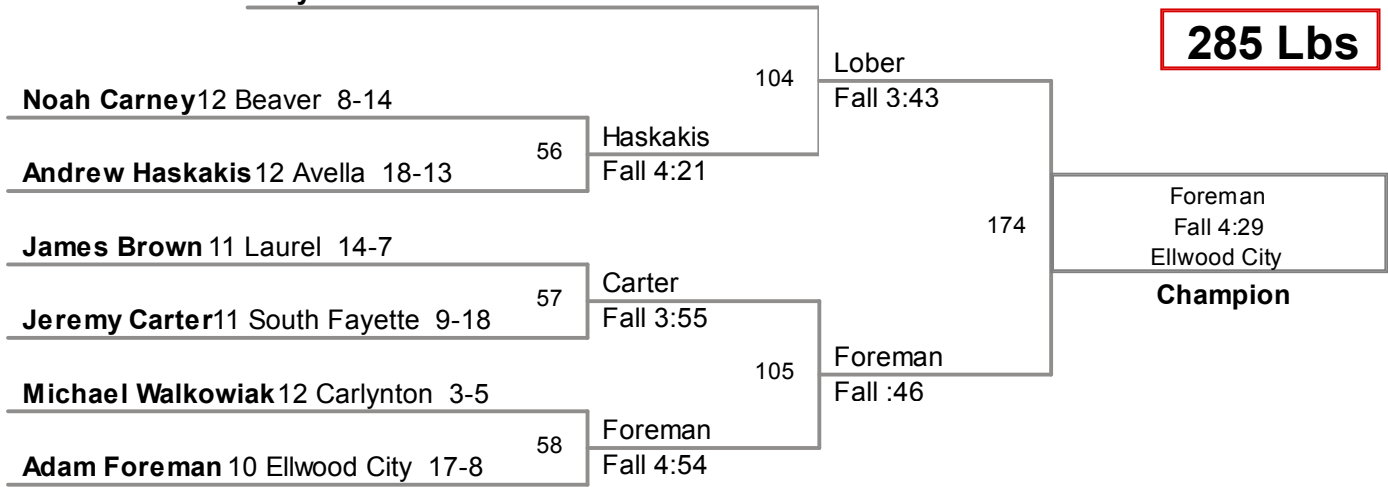 285 Lbs
Lober
104
Fall 3:43
Noah Carney 12 Beaver 8-14
Haskakis
56
Fall 4:21
Andrew Haskakis 12 Avella 18-13
Foreman
Fall 4:29
Ellwood City
174
Champion
James Brown 11 Laurel 14-7
Carter
57
Fall 3:55
Jeremy Carter 11 South Fayette 9-18
Foreman
105
Fall :46
Michael Walkowiak 12 Carlynton 3-5
Foreman
58
Fall 4:54
Adam Foreman 10 Ellwood City 17-8